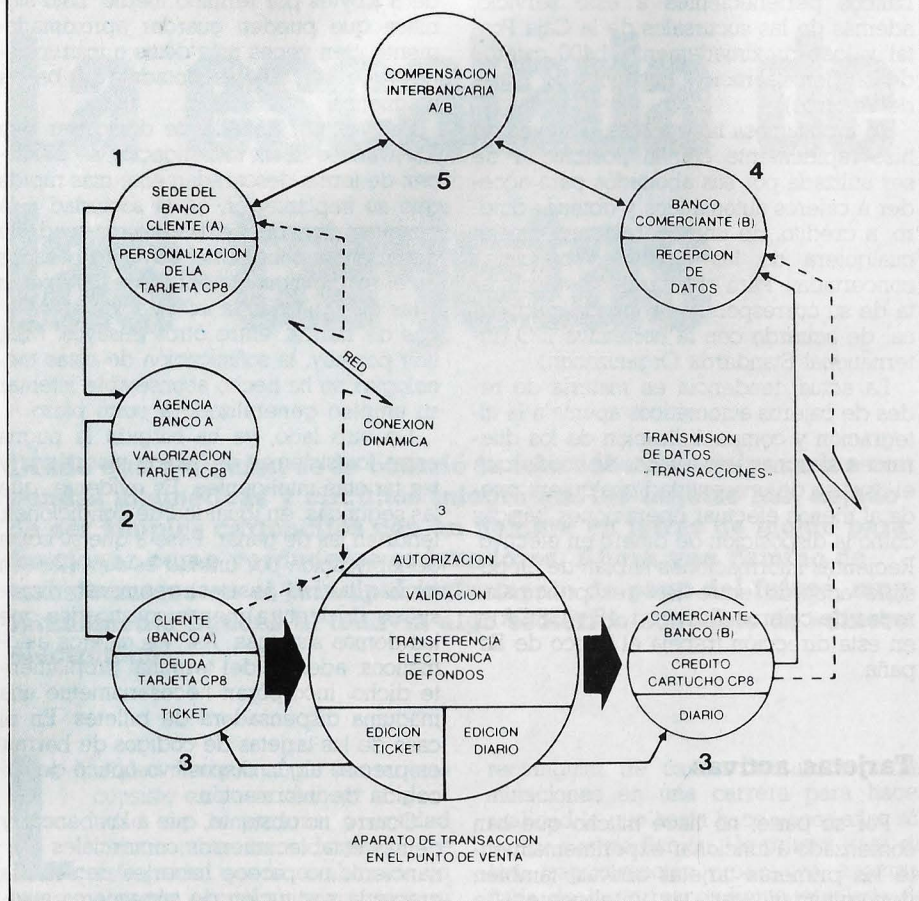 COMPENSACION
INTERBANCARIA
A/B
5
1
SEDE DEL
BANCO
CLIENTE (A)
PERSONALIZACION
DE LA
TARJETA CP8
4
BANCO
COMERCIANTE
RECEPCION
DE
DATOS
RED
CONEXION
DINAMICA
AGENCIA
BANCO A
VALORIZACION
TARJETA CP8
2
TRANSMISION
DE DATOS
-TRANSACCIONES-
3
AUTORIZACION
VALIDACION
TRANSFERENCIA
ELECTRONICA
DE FONDOS
EDICION
TICKET
EDICION
DIARIO
CLIENTE
(BANCO A)
DEUDA
TARJETA CP8
TICKET
3
COMERCIANTE
BANCO (B)
CREDITO
CARTUCHO CP8
DIARIO
3
APARATO DE TRANSACCION
EN EL PUNTO DE VENTA